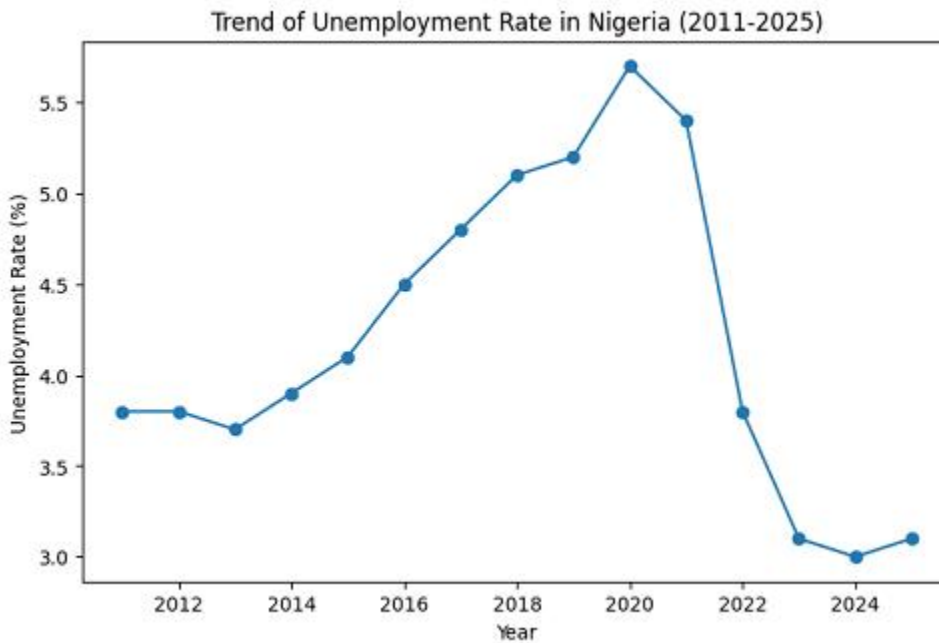 Trend of Unemployment Rate in Nigeria (2011-2025)
Unemployment Rate (%)
5.5
5.0
4.5
4.0
3.5
3.0
2012 2014 2016 2018 2020 2022 2024
Year